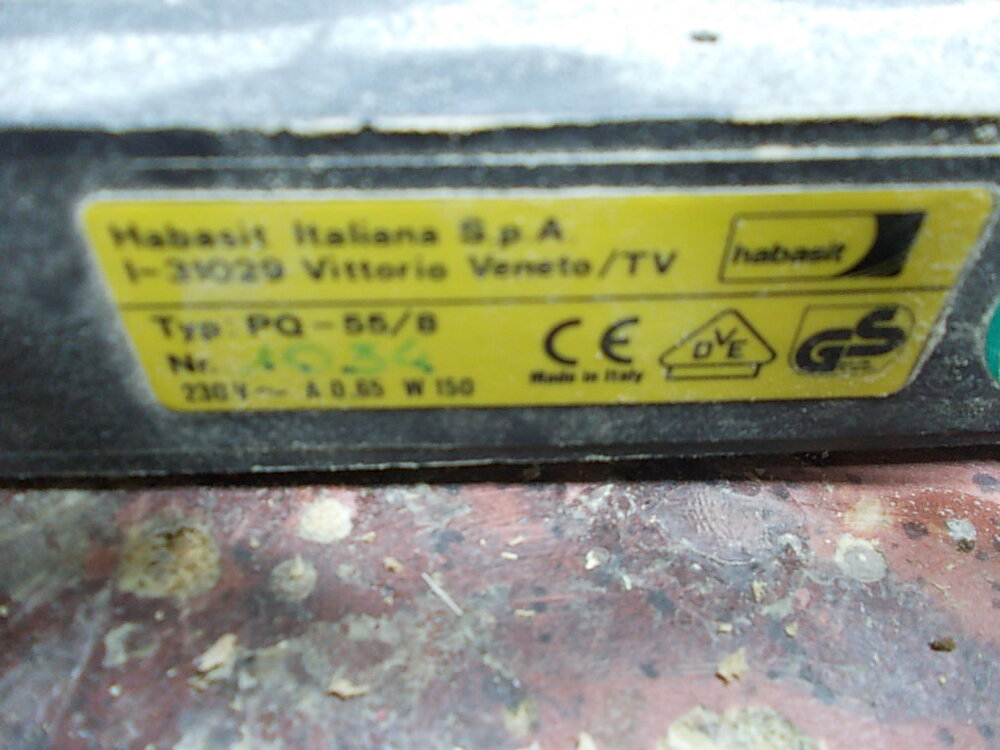 Habasit Italiana S.p.A.
I-31029 Vittorio Veneto/TV
habasit
Typ: PQ-55/8
Nr. 1034
230 V ~ A 0,65 W 150
CE
Made in Italy
DVE
GS